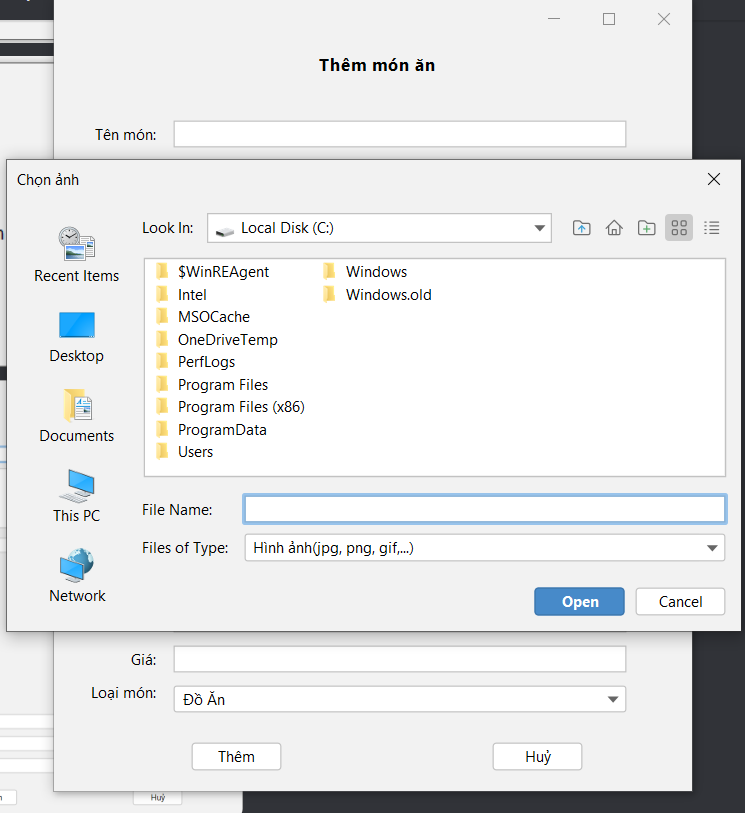 Thêm món ăn
Tên món:
Chọn ảnh
Look In: Local Disk (C:)
Recent Items
Desktop
Documents
This PC
Network
$WinREAgent
Intel
MSOCache
OneDriveTemp
PerfLogs
Program Files
Program Files (x86)
ProgramData
Users
Windows
Windows.old
File Name:
Files of Type: Hình ảnh(jpg, png, gif,...)
Open Cancel
Giá:
Loại món: Đồ Ăn
Thêm Huỷ
Huỷ